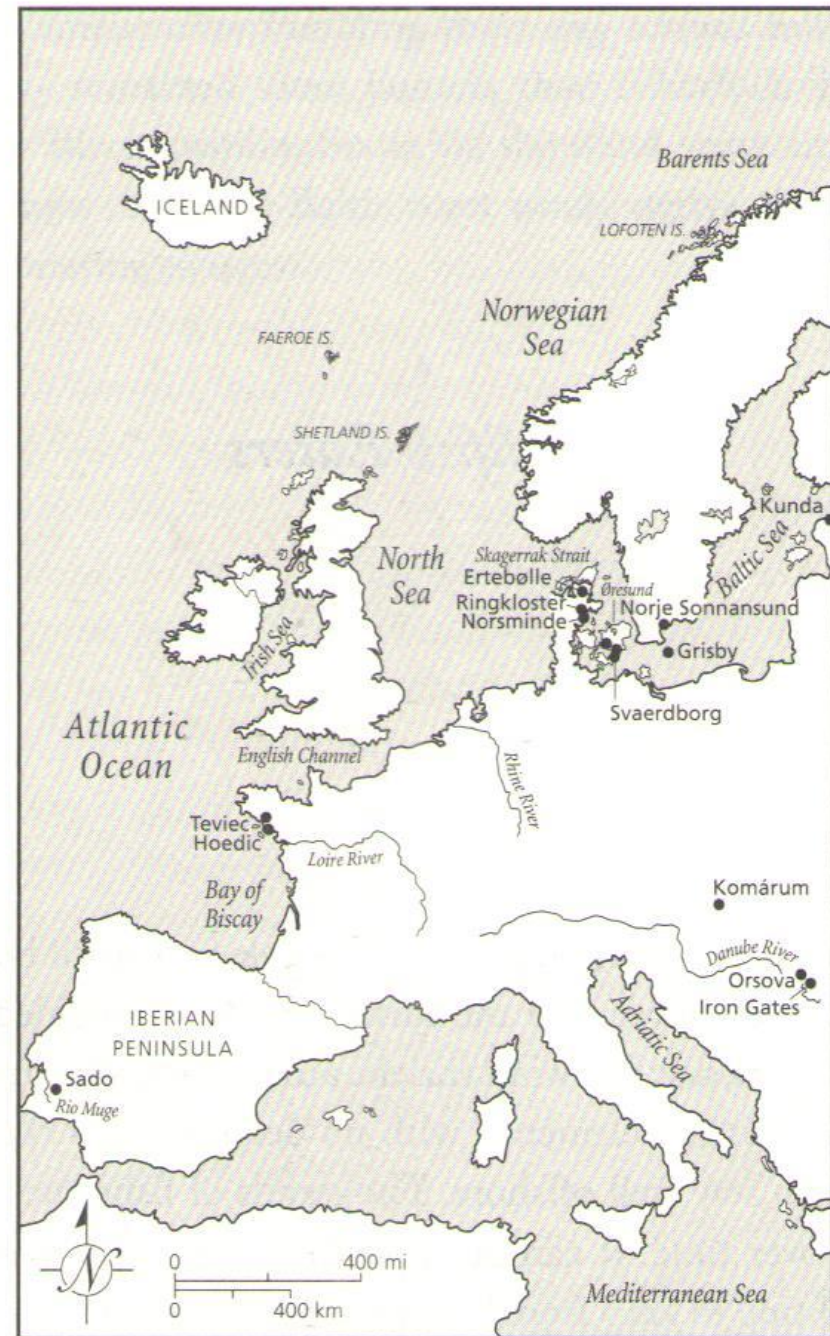 Barents Sea
ICELAND
LOFOTEN IS.
Norwegian
Sea
FAEROE IS.
SHETLAND IS.
Kunda
North
Sea
Skagerrak Strait
Baltic Sea
Ertebølle
Øresund
Ringkloster
Norje Sonnansund
Norsminde
Irish Sea
Grisby
Svaerdborg
Atlantic
Ocean
English Channel
Rhine River
Teviec
Hoedic
Loire River
Bay of
Biscay
Komárum
Danube River
Orsova
Iron Gates
IBERIAN
PENINSULA
Adriatic Sea
Sado
Rio Muge
N
0 400 mi
0 400 km
Mediterranean Sea